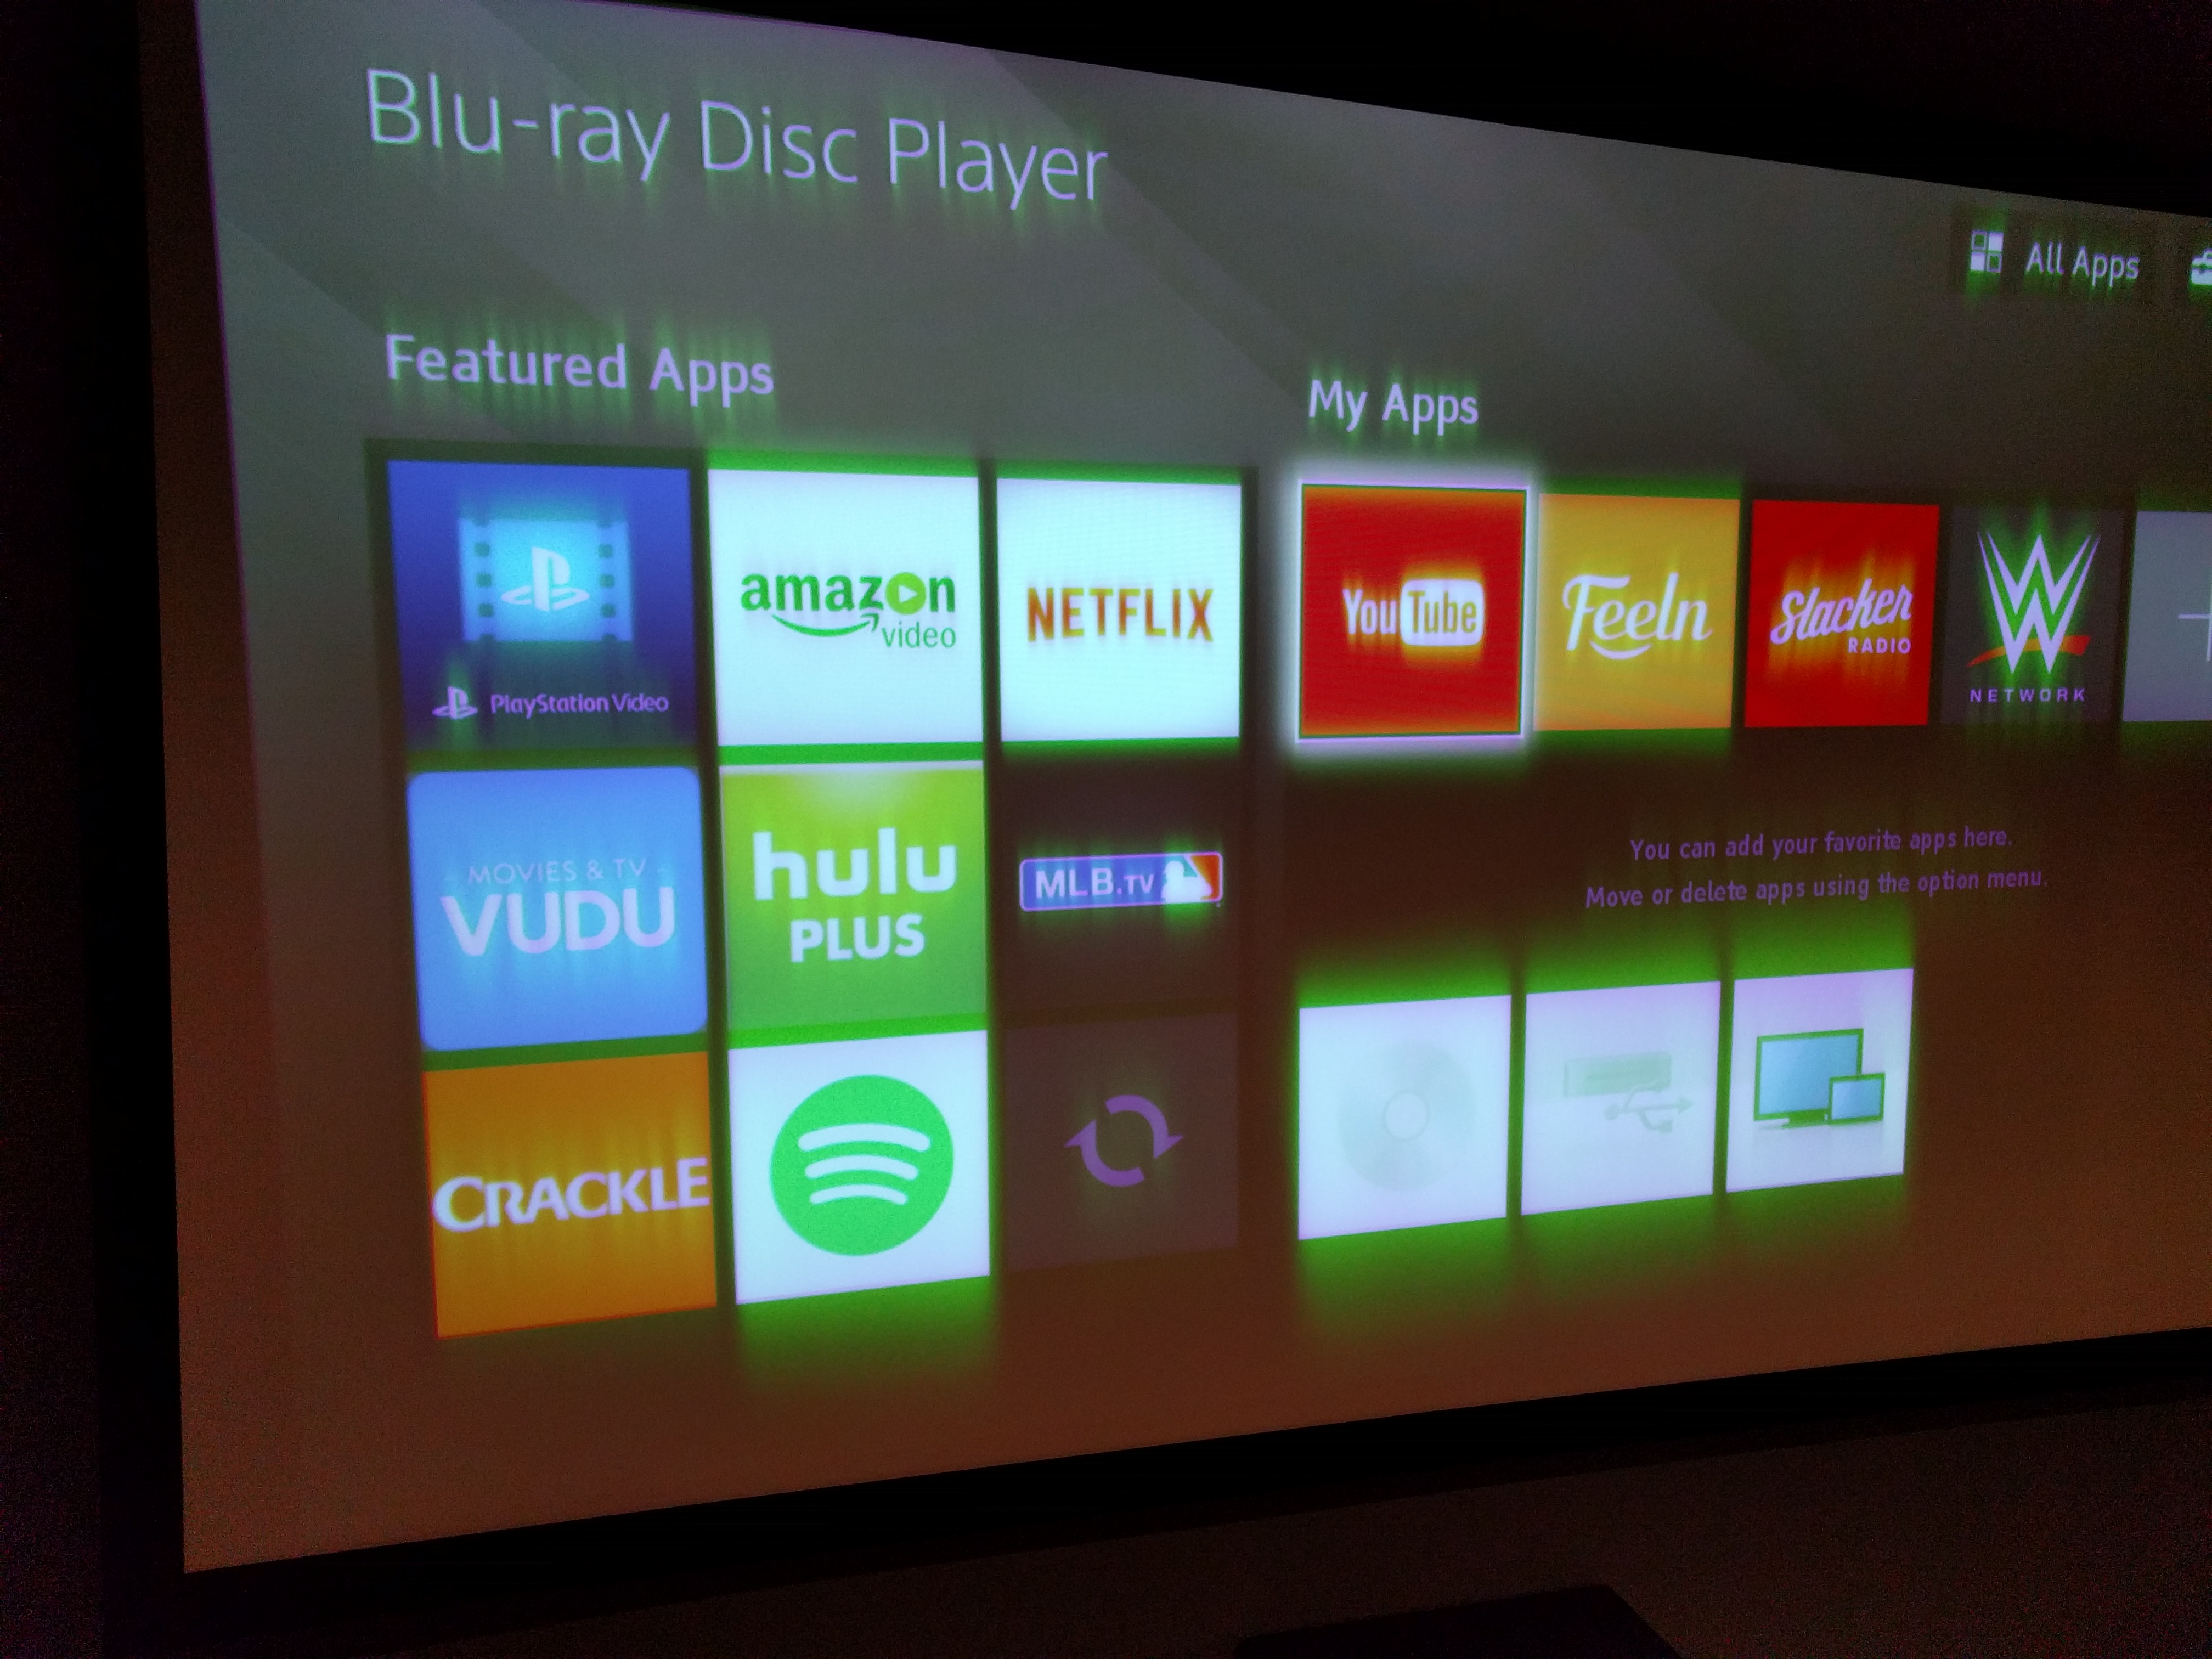 Blu-ray Disc Player
All Apps
Featured Apps
My Apps
PlayStation Video
amazon
video
NETFLIX
YouTube
Feeln
Slacker
RADIO
W
NETWORK
MOVIES & TV
VUDU
hulu
PLUS
MLB.TV
You can add your favorite apps here.
Move or delete apps using the option menu.
CRACKLE